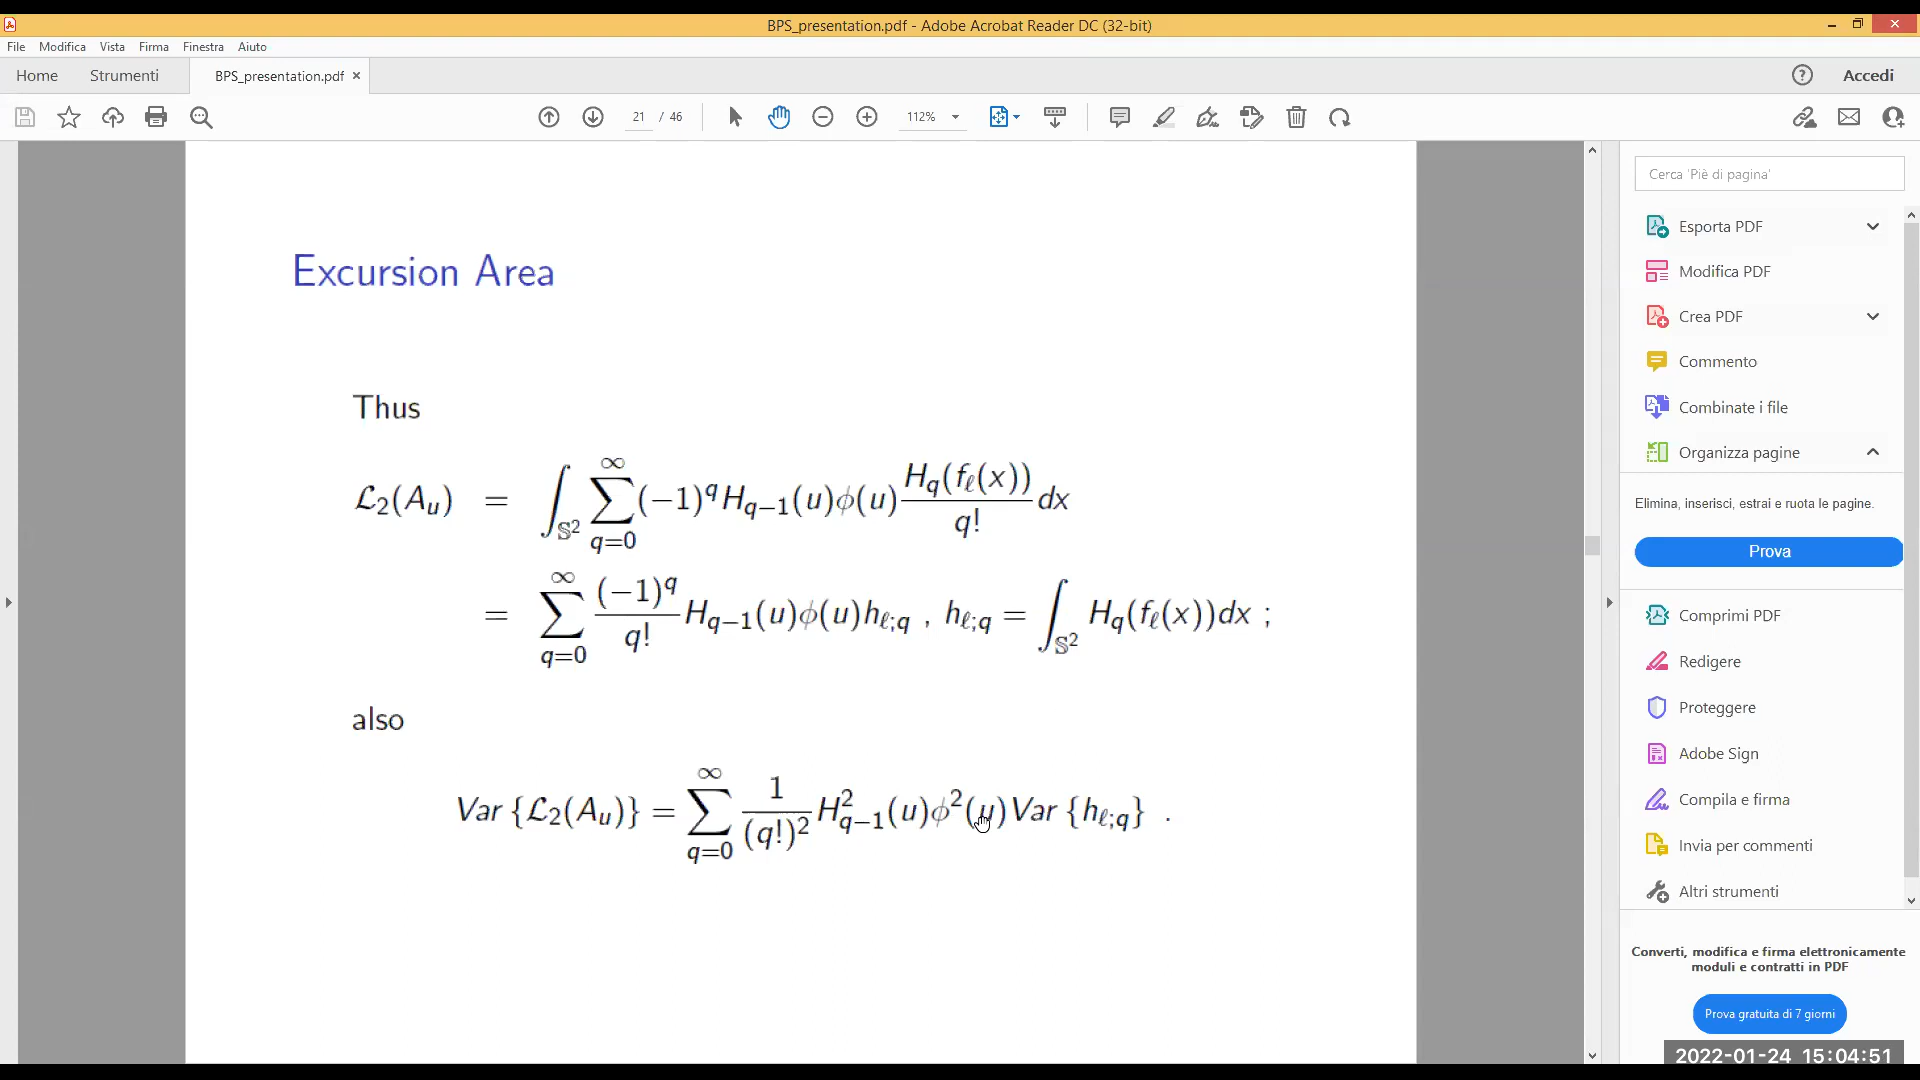 BPS_presentation.pdf - Adobe Acrobat Reader DC (32-bit)
File Modifica Vista Firma Finestra Aiuto
Home Strumenti BPS_presentation.pdf × Accedi
21 / 46 112%
Excursion Area
Thus
ℒ₂(Aᵤ) = ∫_{𝕊²} ∑_{q=0}^{∞} (−1)^q H_{q−1}(u)ϕ(u) \frac{H_q(f_ℓ(x))}{q!} dx
= ∑_{q=0}^{∞} \frac{(−1)^q}{q!} H_{q−1}(u)ϕ(u)h_{ℓ;q} , h_{ℓ;q} = ∫_{𝕊²} H_q(f_ℓ(x))dx ;
also
Var {ℒ₂(Aᵤ)} = ∑_{q=0}^{∞} \frac{1}{(q!)^2} H²_{q−1}(u)ϕ²(u)Var {h_{ℓ;q}} .
Cerca 'Piè di pagina'
Esporta PDF
Modifica PDF
Crea PDF
Commento
Combinate i file
Organizza pagine
Elimina, inserisci, estrai e ruota le pagine.
Prova
Comprimi PDF
Redigere
Proteggere
Adobe Sign
Compila e firma
Invia per commenti
Altri strumenti
Converti, modifica e firma elettronicamente
moduli e contratti in PDF
Prova gratuita di 7 giorni
2022-01-24 15:04:51